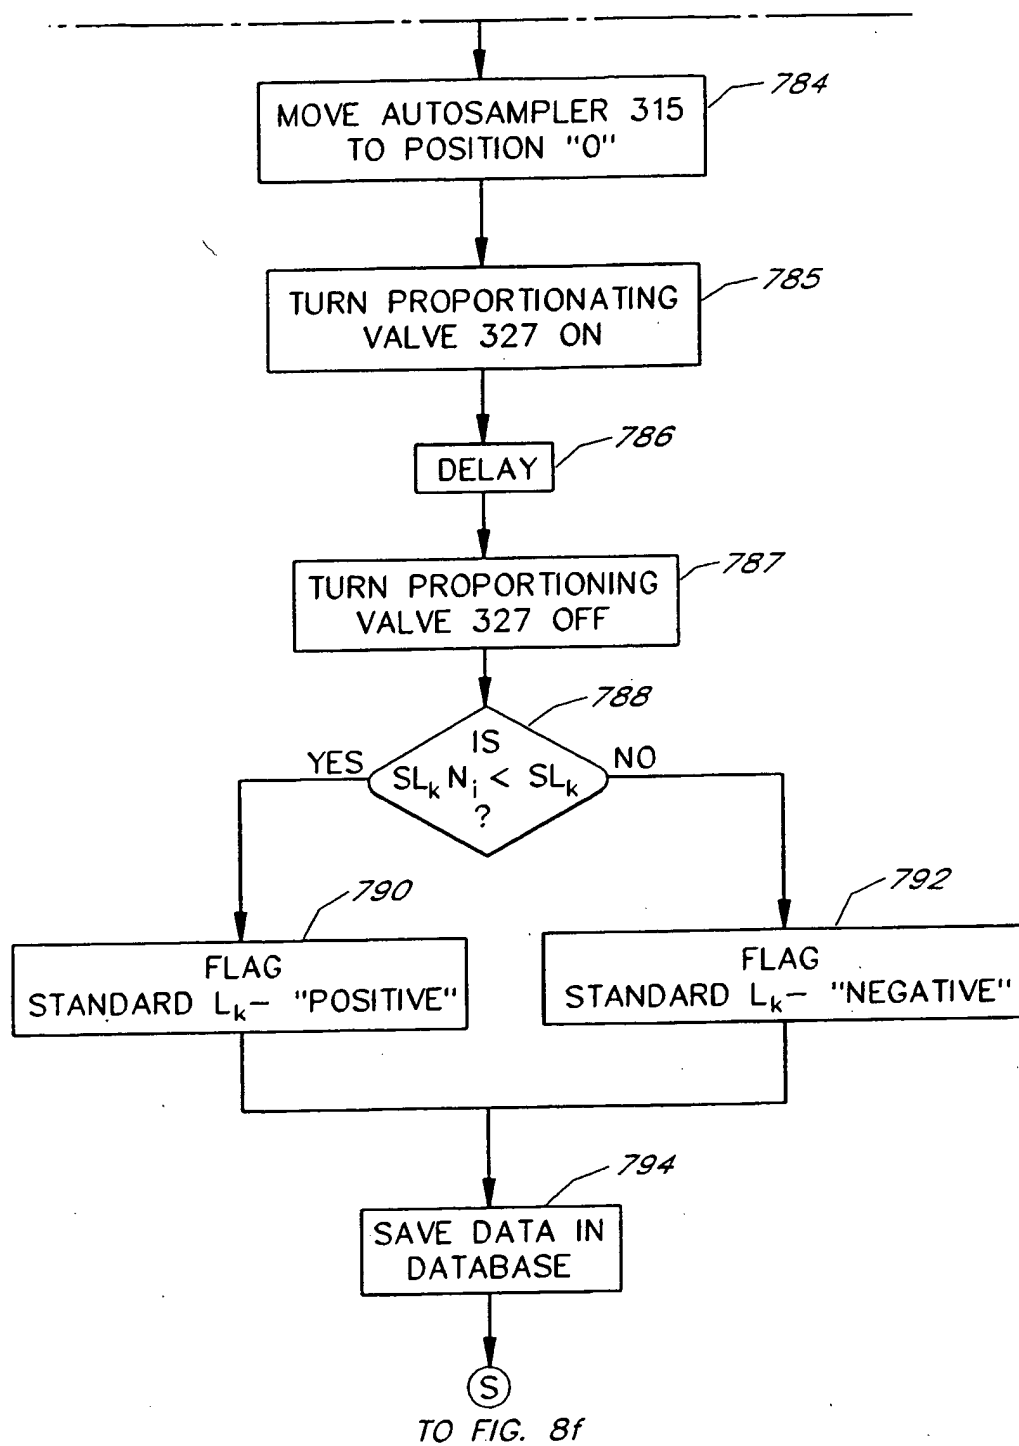 784
MOVE AUTOSAMPLER 315
TO POSITION "0"
785
TURN PROPORTIONATING
VALVE 327 ON
786
DELAY
787
TURN PROPORTIONING
VALVE 327 OFF
788
IS
SLk Ni < SLk
?
YES
NO
790
FLAG
STANDARD Lk- "POSITIVE"
792
FLAG
STANDARD Lk- "NEGATIVE"
794
SAVE DATA IN
DATABASE
S
TO FIG. 8f